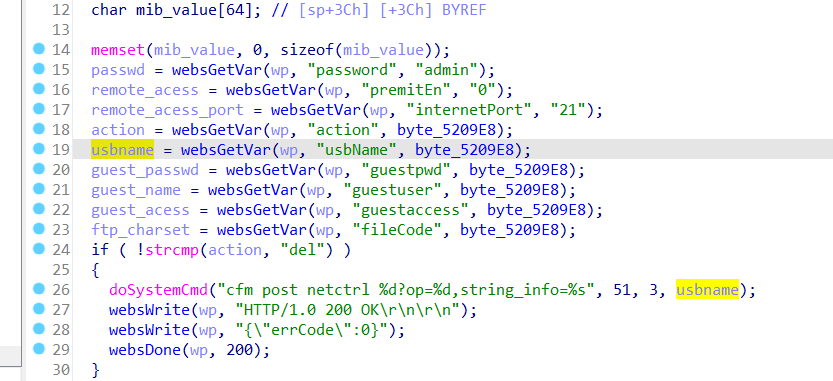 12 char mib_value[64]; // [sp+3Ch] [+3Ch] BYREF
13
14 memset(mib_value, 0, sizeof(mib_value));
15 passwd = websGetVar(wp, "password", "admin");
16 remote_acess = websGetVar(wp, "premitEn", "0");
17 remote_acess_port = websGetVar(wp, "internetPort", "21");
18 action = websGetVar(wp, "action", byte_5209E8);
19 usbname = websGetVar(wp, "usbName", byte_5209E8);
20 guest_passwd = websGetVar(wp, "guestpwd", byte_5209E8);
21 guest_name = websGetVar(wp, "guestuser", byte_5209E8);
22 guest_acess = websGetVar(wp, "guestaccess", byte_5209E8);
23 ftp_charset = websGetVar(wp, "fileCode", byte_5209E8);
24 if ( !strcmp(action, "del") )
25 {
26 doSystemCmd("cfm post netctrl %d?op=%d,string_info=%s", 51, 3, usbname);
27 websWrite(wp, "HTTP/1.0 200 OK\r\n\r\n");
28 websWrite(wp, "{\"errCode\":0}");
29 websDone(wp, 200);
30 }